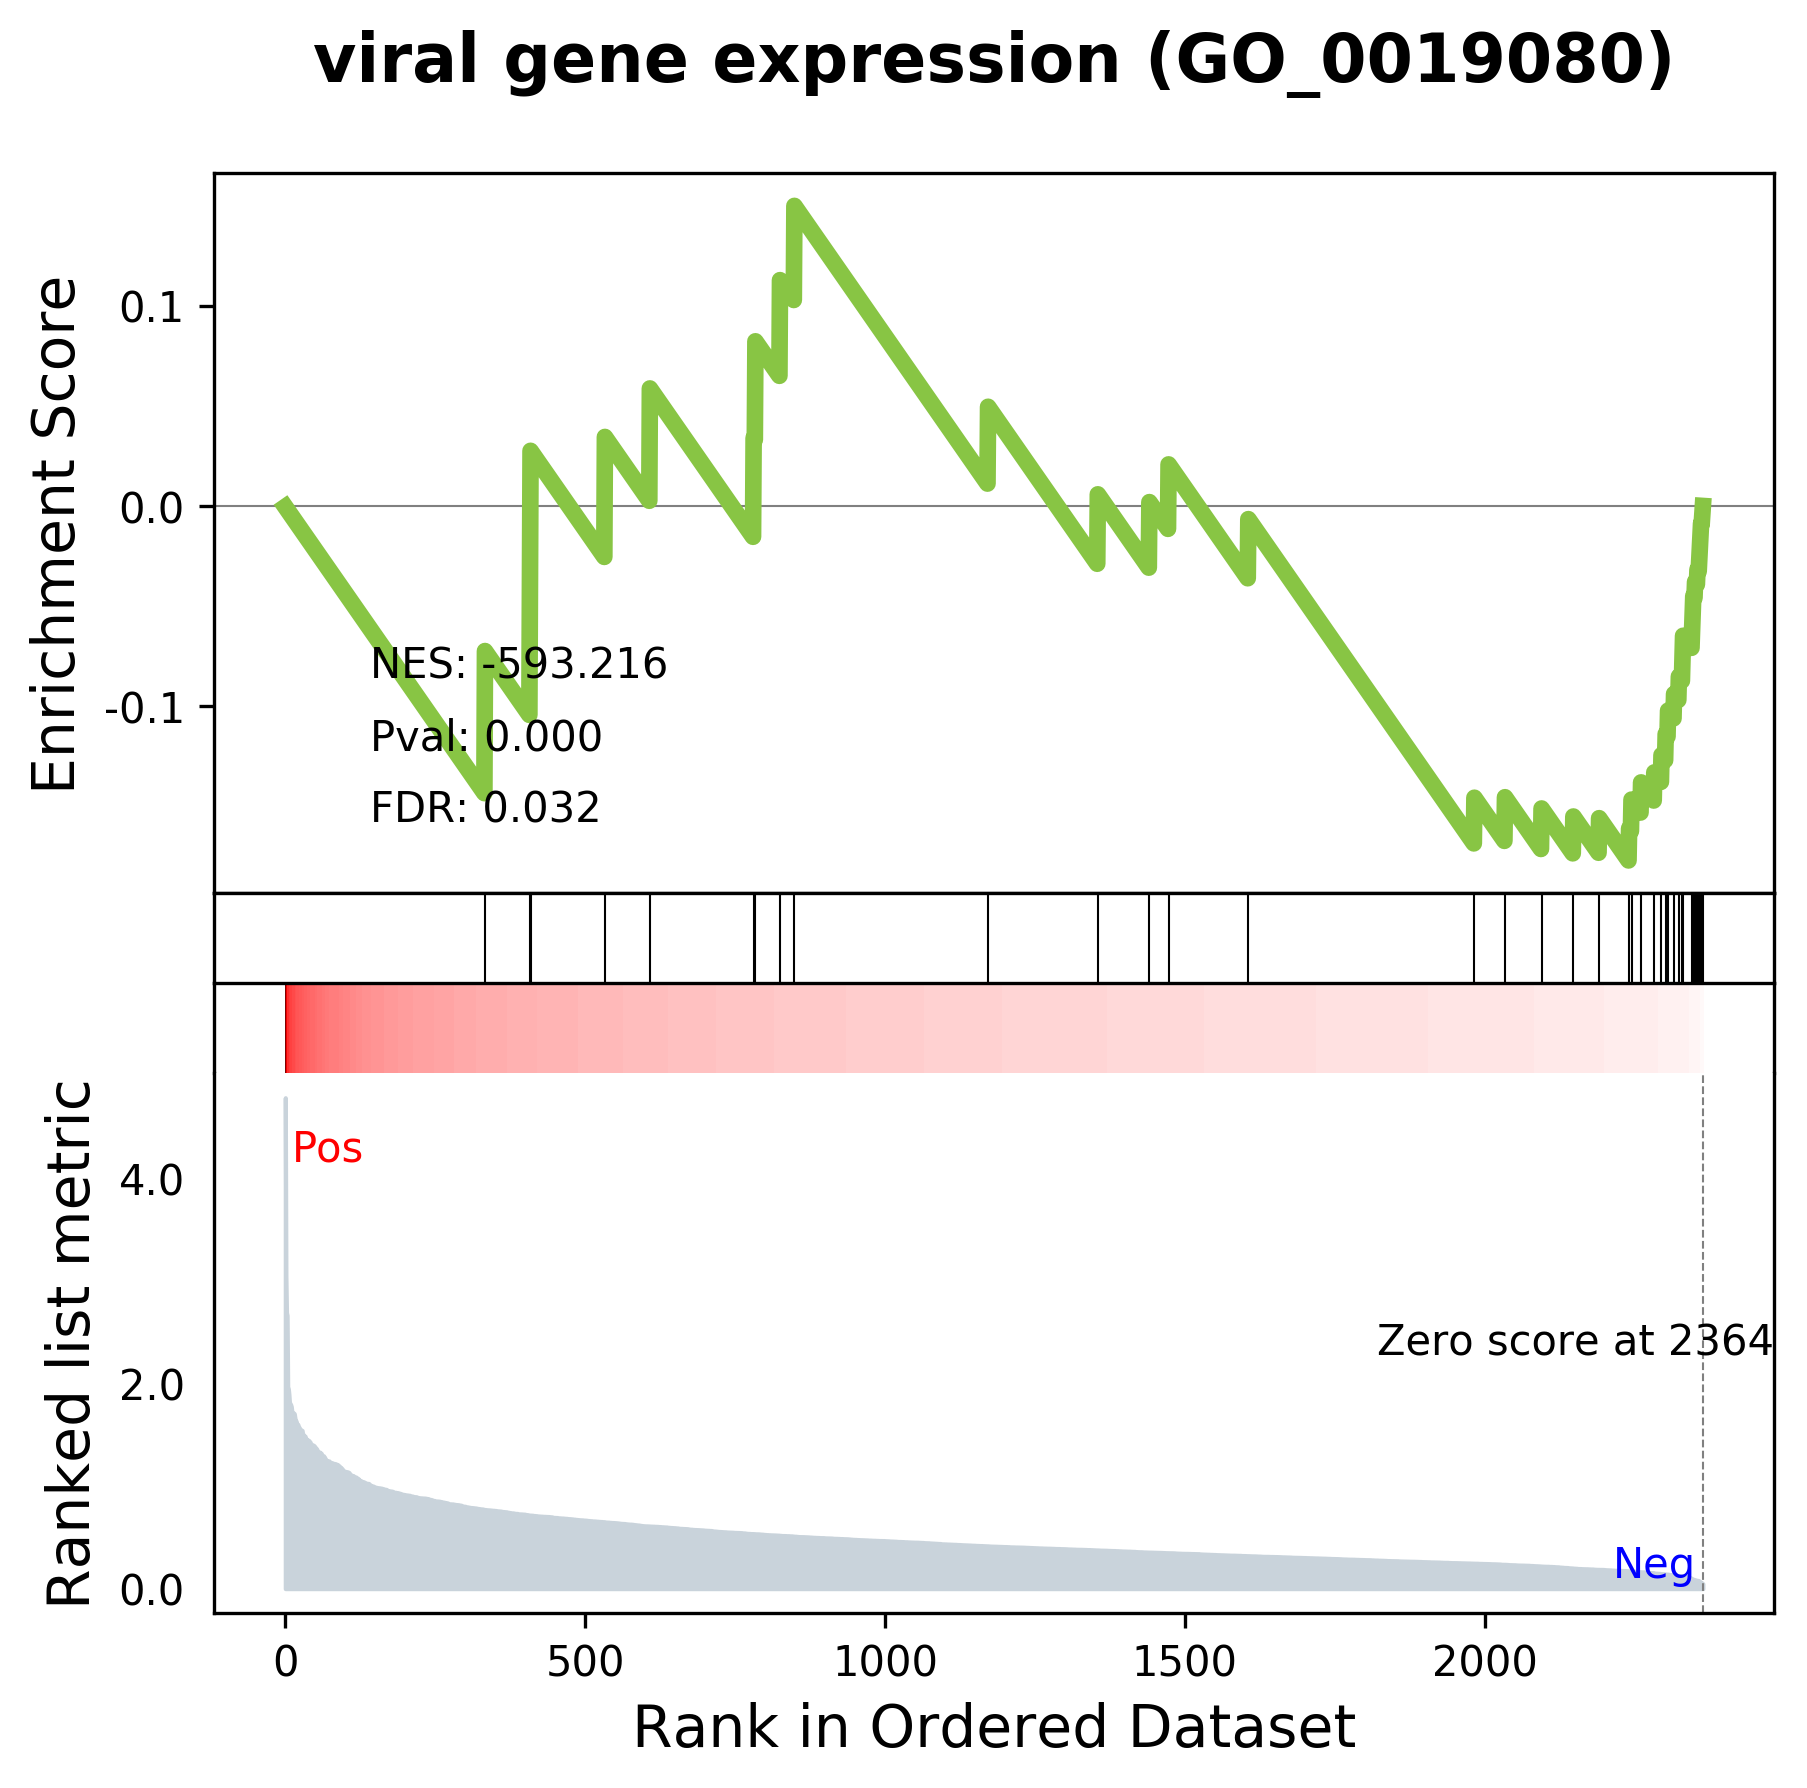 viral gene expression (GO_0019080)
Enrichment Score
0.1
0.0
-0.1
NES: -593.216
Pval: 0.000
FDR: 0.032
Ranked list metric
4.0
2.0
0.0
Pos
Zero score at 2364
Neg
0 500 1000 1500 2000
Rank in Ordered Dataset